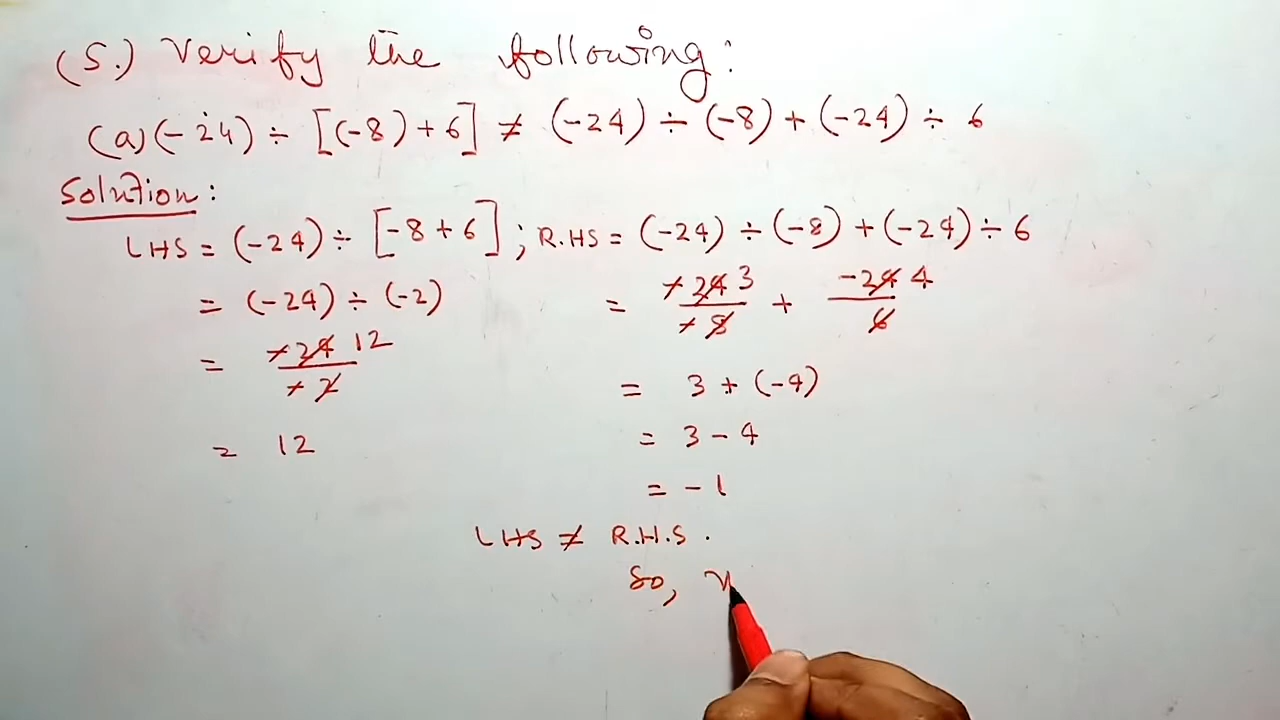 (5.) Verify the following:
(a) (-24) ÷ [(-8) + 6] ≠ (-24) ÷ (-8) + (-24) ÷ 6
Solution:
LHS = (-24) ÷ [-8 + 6] ; R.HS = (-24) ÷ (-8) + (-24) ÷ 6
= (-24) ÷ (-2) = -24 3 / -8 + -24 4 / 6
= -24 12 / -2 = 3 + (-4)
= 12 = 3 - 4
= -1
LHS ≠ R.H.S.
So, v